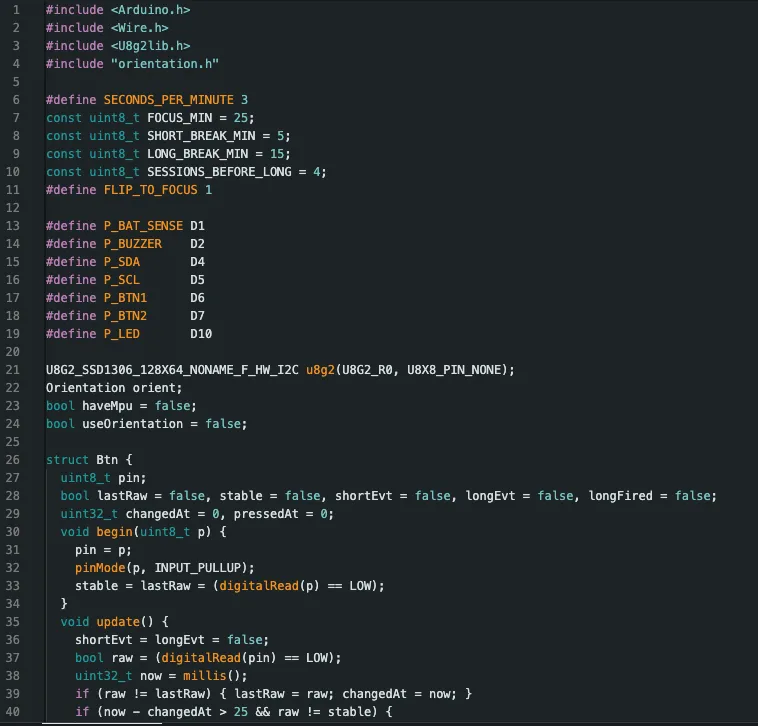 1 #include <Arduino.h>
2 #include <Wire.h>
3 #include <U8g2lib.h>
4 #include "orientation.h"
5
6 #define SECONDS_PER_MINUTE 3
7 const uint8_t FOCUS_MIN = 25;
8 const uint8_t SHORT_BREAK_MIN = 5;
9 const uint8_t LONG_BREAK_MIN = 15;
10 const uint8_t SESSIONS_BEFORE_LONG = 4;
11 #define FLIP_TO_FOCUS 1
12
13 #define P_BAT_SENSE D1
14 #define P_BUZZER    D2
15 #define P_SDA       D4
16 #define P_SCL       D5
17 #define P_BTN1      D6
18 #define P_BTN2      D7
19 #define P_LED       D10
20
21 U8G2_SSD1306_128X64_NONAME_F_HW_I2C u8g2(U8G2_R0, U8X8_PIN_NONE);
22 Orientation orient;
23 bool haveMpu = false;
24 bool useOrientation = false;
25
26 struct Btn {
27   uint8_t pin;
28   bool lastRaw = false, stable = false, shortEvt = false, longEvt = false, longFired = false;
29   uint32_t changedAt = 0, pressedAt = 0;
30   void begin(uint8_t p) {
31     pin = p;
32     pinMode(p, INPUT_PULLUP);
33     stable = lastRaw = (digitalRead(p) == LOW);
34   }
35   void update() {
36     shortEvt = longEvt = false;
37     bool raw = (digitalRead(pin) == LOW);
38     uint32_t now = millis();
39     if (raw != lastRaw) { lastRaw = raw; changedAt = now; }
40     if (now - changedAt > 25 && raw != stable) {